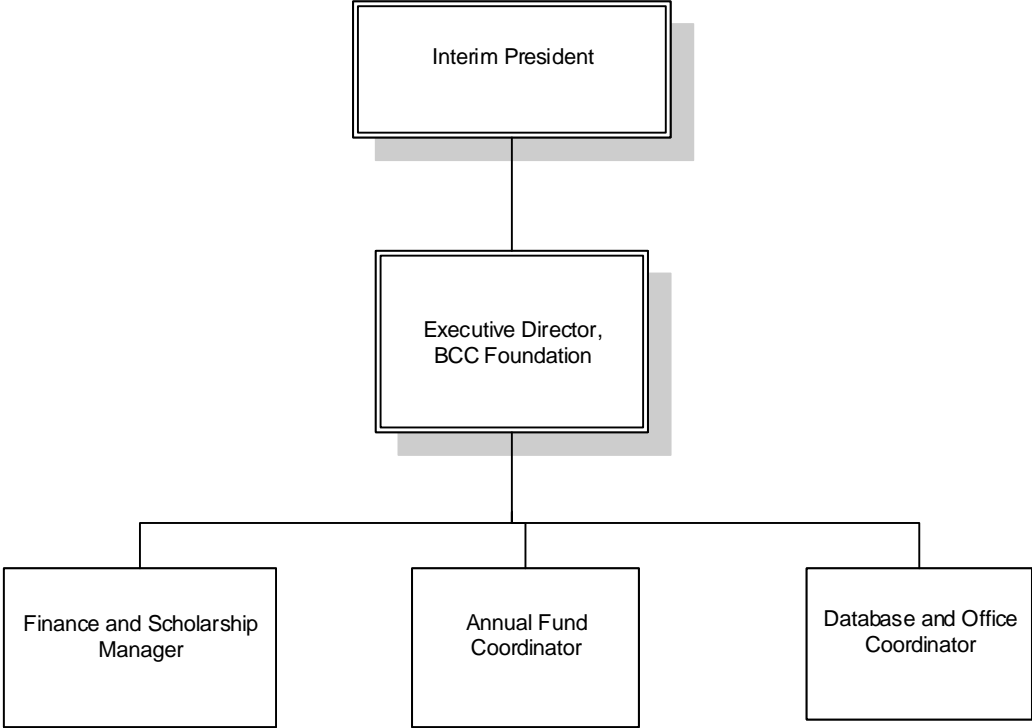 Interim President
Executive Director,
BCC Foundation
Finance and Scholarship
Manager
Annual Fund
Coordinator
Database and Office
Coordinator